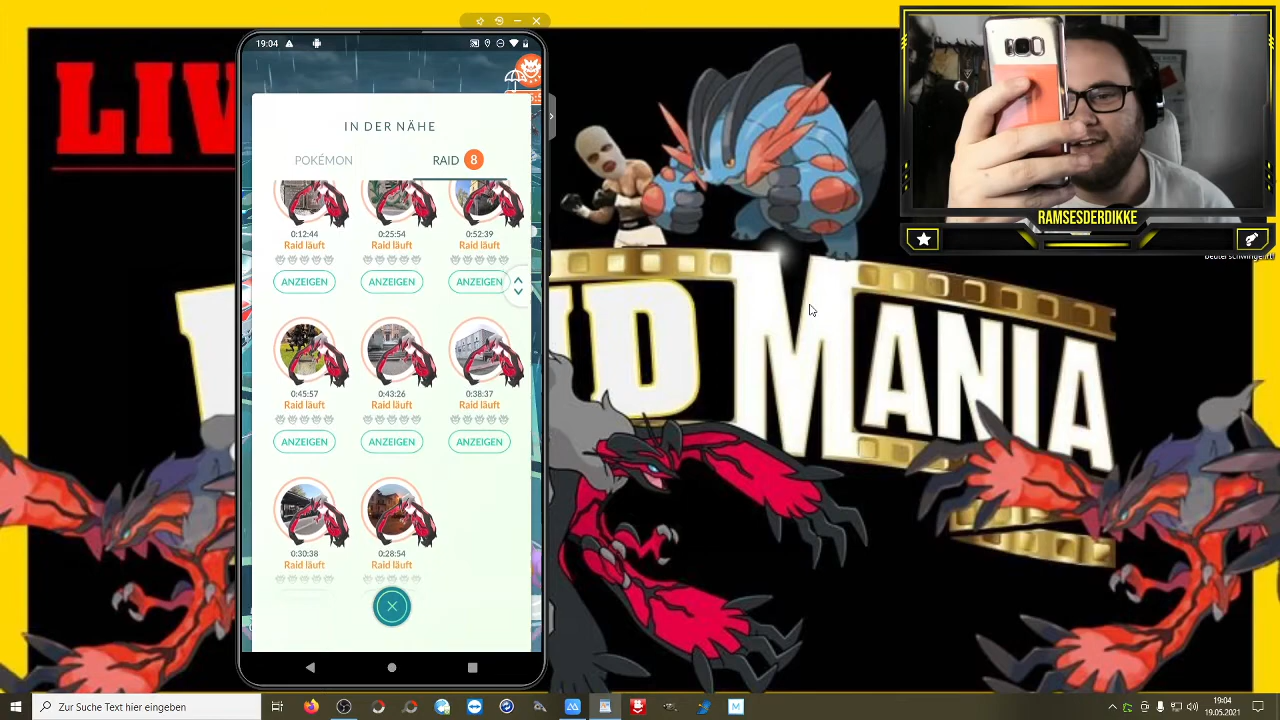 19:04
LIV
IN DER NÄHE
POKÉMON RAID 8
0:12:44 0:25:54 0:52:39
Raid läuft Raid läuft Raid läuft
ANZEIGEN ANZEIGEN ANZEIGEN
0:45:57 0:43:26 0:38:37
Raid läuft Raid läuft Raid läuft
ANZEIGEN ANZEIGEN ANZEIGEN
0:30:38 0:28:54
Raid läuft Raid läuft
ID MANIA
RAMSESDERDIKKE
Zur Suche Text hier eingeben
19:04
19.05.2021